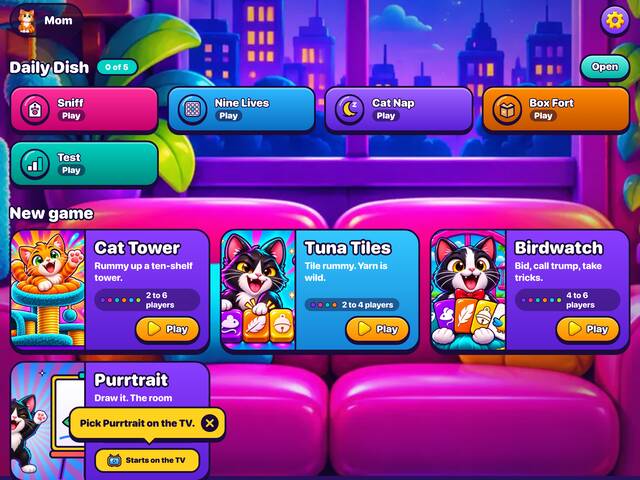 Mom
Daily Dish
0 of 5
Open
Sniff
Play
Nine Lives
Play
Cat Nap
Play
Box Fort
Play
Test
Play
New game
Cat Tower
Rummy up a ten-shelf
tower.
2 to 6
players
Play
Tuna Tiles
Tile rummy. Yarn is
wild.
2 to 4 players
Play
Birdwatch
Bid, call trump, take
tricks.
4 to 6
players
Play
Purrtrait
Draw it. The room
Pick Purrtrait on the TV.
Starts on the TV